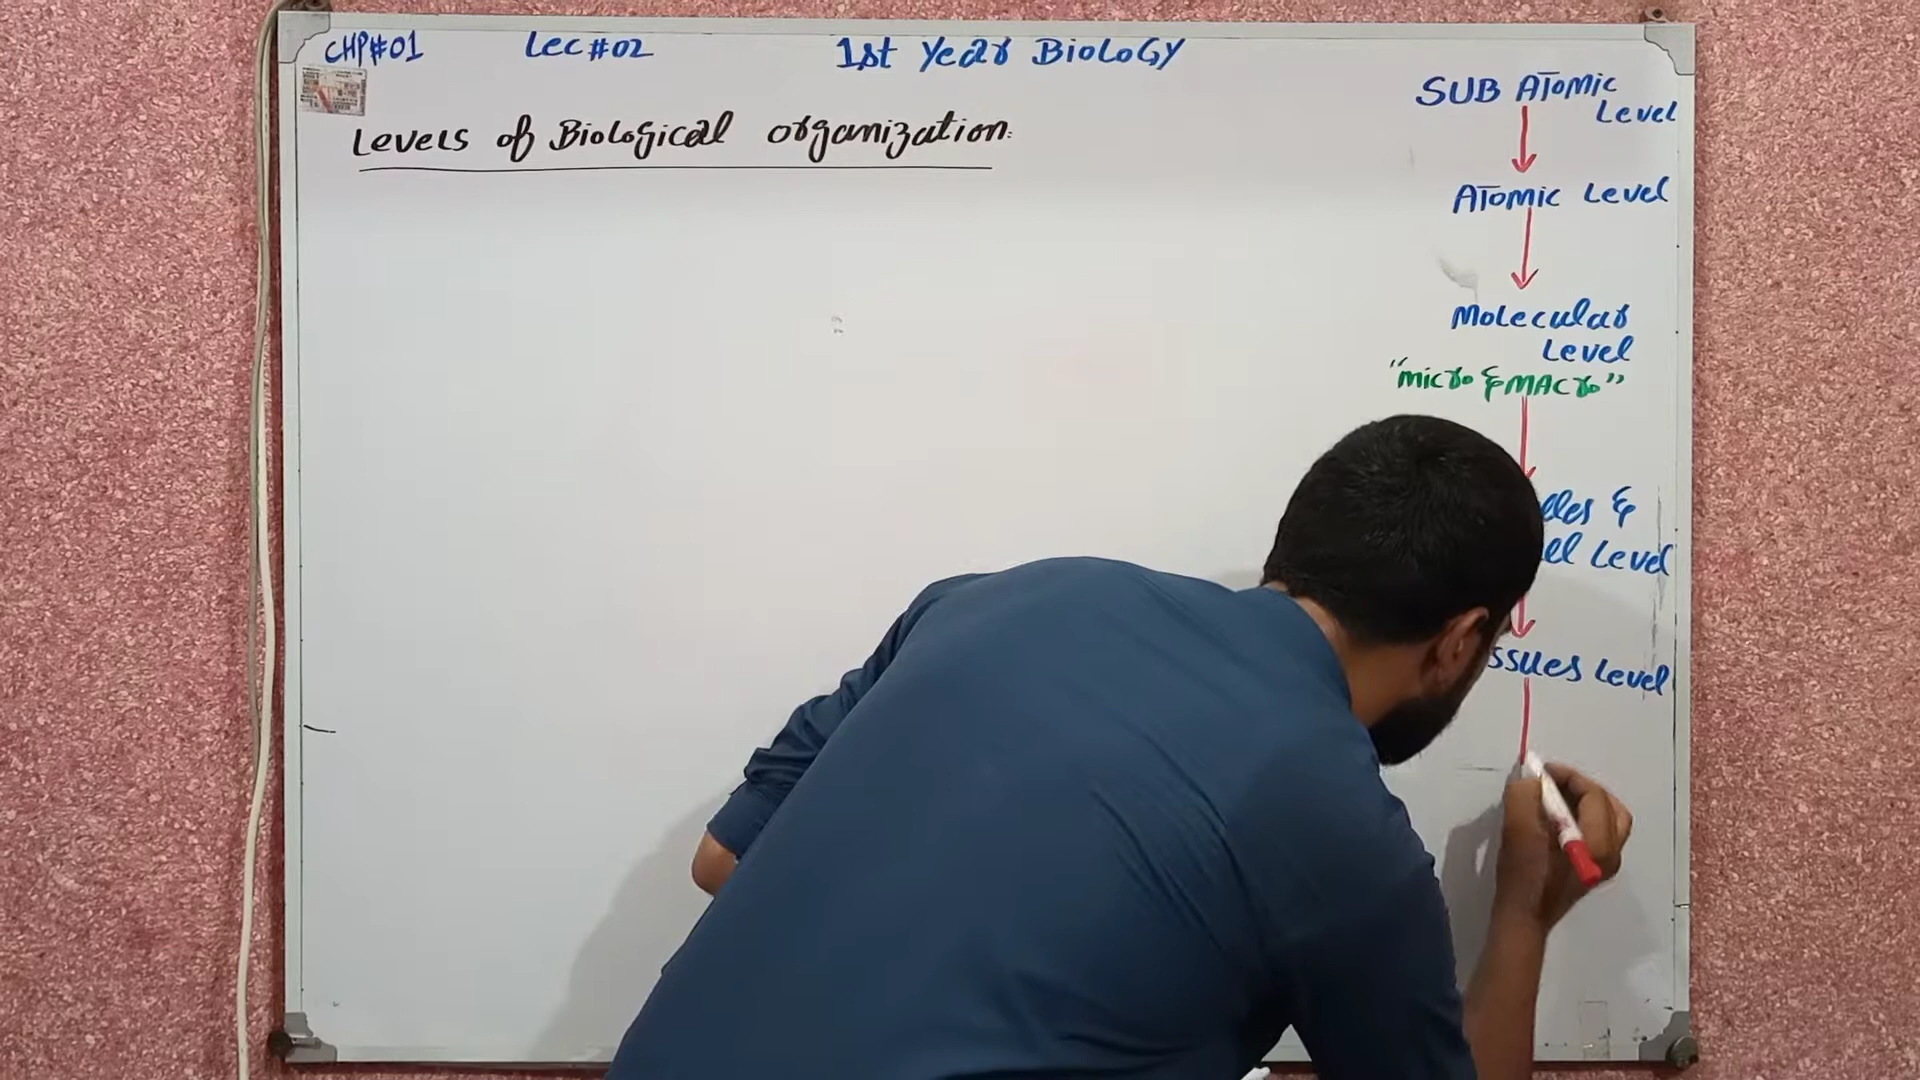 CHP#01 Lec#02 1st Year BioLoGY
Levels of Biological organization:
SUB ATomic
Level
ATomic Level
Molecular
Level
"micro & MAcro"
&
Level
Level